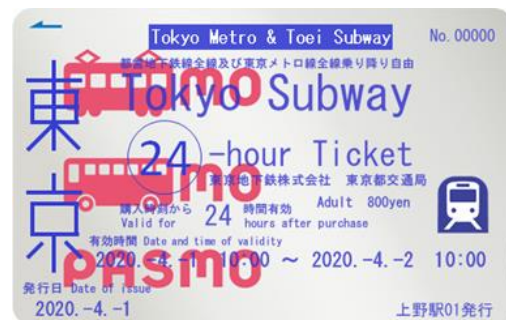 Tokyo Metro & Toei Subway No.00000
都営地下鉄線全線及び東京メトロ線全線乗り降り自由
東京
Tokyo Subway
24-hour Ticket
東京地下鉄株式会社 東京都交通局
購入時刻から 24 時間有効 Adult 800yen
Valid for hours after purchase
有効時間 Date and time of validity
2020.-4.-1 10:00 ~ 2020.-4.-2 10:00
発行日 Date of issue
2020.-4.-1
上野駅01発行
PASMO